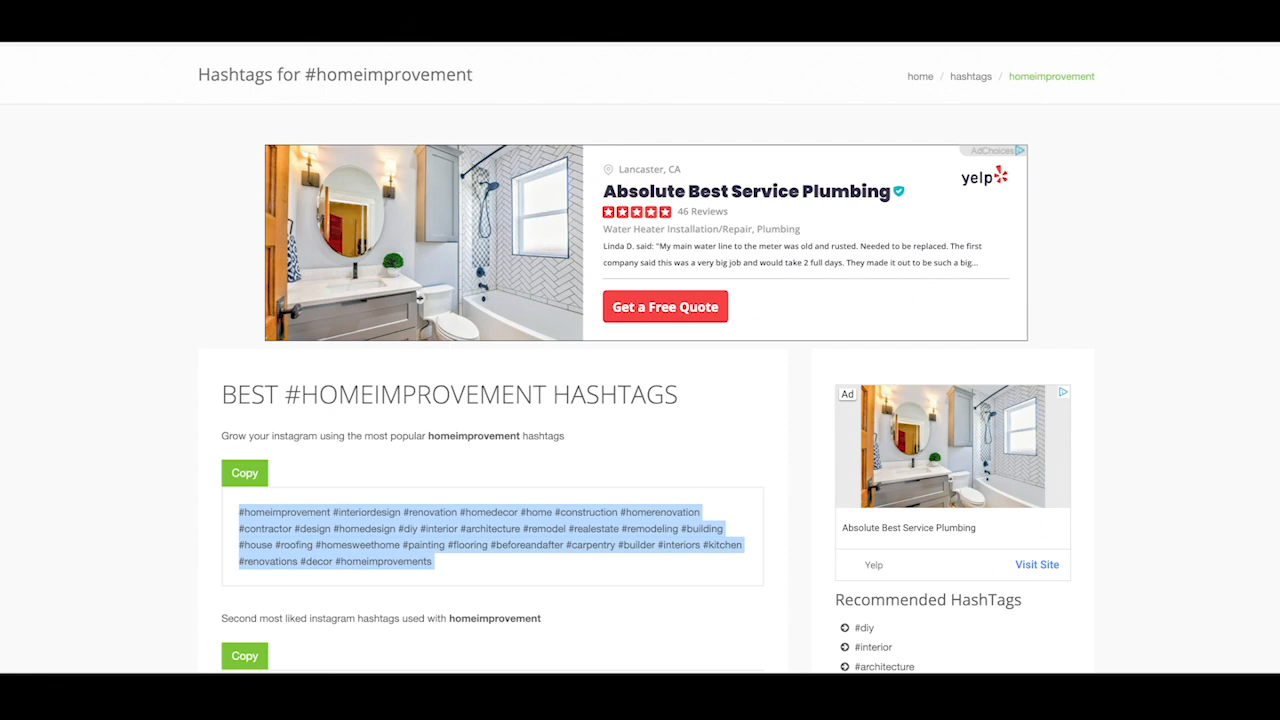 Hashtags for #homeimprovement
home / hashtags / homeimprovement
AdChoices
Lancaster, CA
yelp
Absolute Best Service Plumbing
46 Reviews
Water Heater Installation/Repair, Plumbing
Linda D. said: "My main water line to the meter was old and rusted. Needed to be replaced. The first
company said this was a very big job and would take 2 full days. They made it out to be such a big...
Get a Free Quote
BEST #HOMEIMPROVEMENT HASHTAGS
Grow your instagram using the most popular homeimprovement hashtags
Copy
#homeimprovement #interiordesign #renovation #homedecor #home #construction #homerenovation
#contractor #design #homedesign #diy #interior #architecture #remodel #realestate #remodeling #building
#house #roofing #homesweethome #painting #flooring #beforeandafter #carpentry #builder #interiors #kitchen
#renovations #decor #homeimprovements
Second most liked instagram hashtags used with homeimprovement
Copy
Ad
Absolute Best Service Plumbing
Yelp
Visit Site
Recommended HashTags
#diy
#interior
#architecture